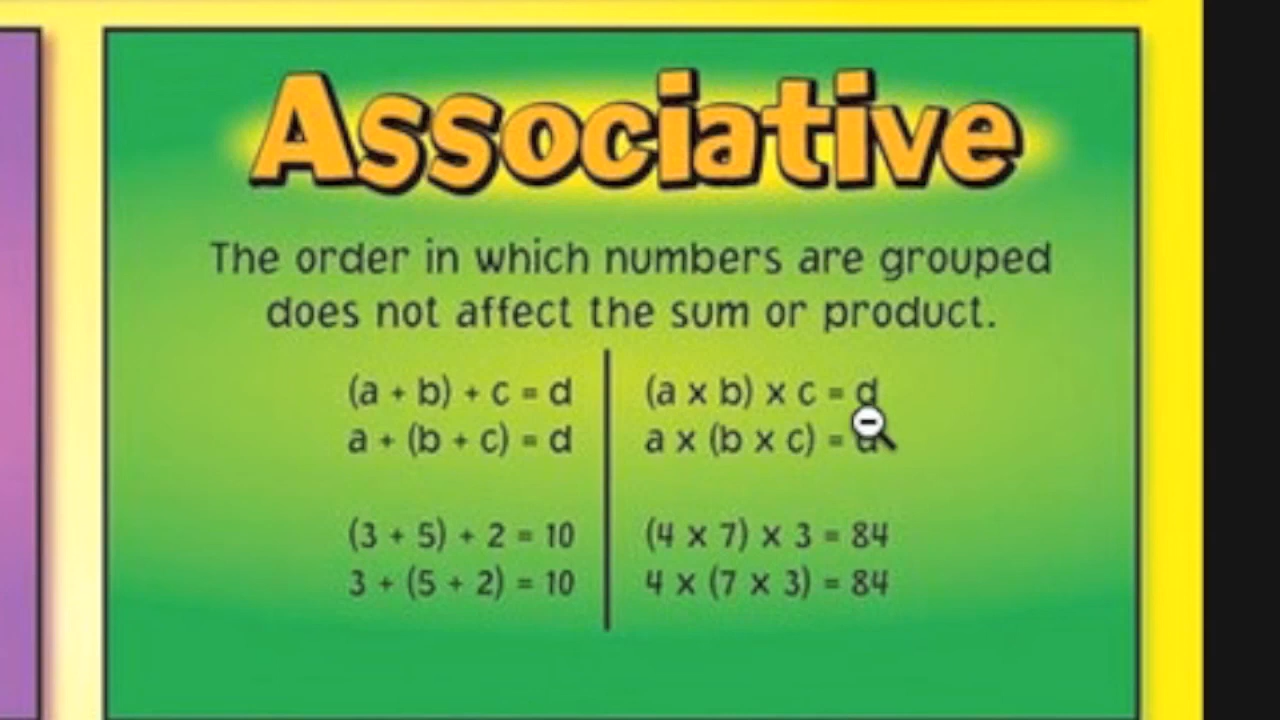 Associative
The order in which numbers are grouped
does not affect the sum or product.
(a + b) + c = d
a + (b + c) = d
(3 + 5) + 2 = 10
3 + (5 + 2) = 10
(a x b) x c = d
a x (b x c) = d
(4 x 7) x 3 = 84
4 x (7 x 3) = 84